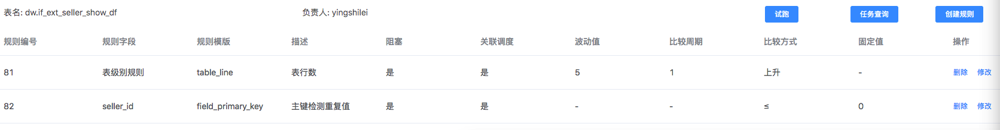 表名: dw.if_ext_seller_show_df 负责人: yingshilei 试跑 任务查询 创建规则
规则编号 规则字段 规则模版 描述 阻塞 关联调度 波动值 比较周期 比较方式 固定值 操作
81 表级别规则 table_line 表行数 是 是 5 1 上升 - 删除 修改
82 seller_id field_primary_key 主键检测重复值 是 是 - - ≤ 0 删除 修改